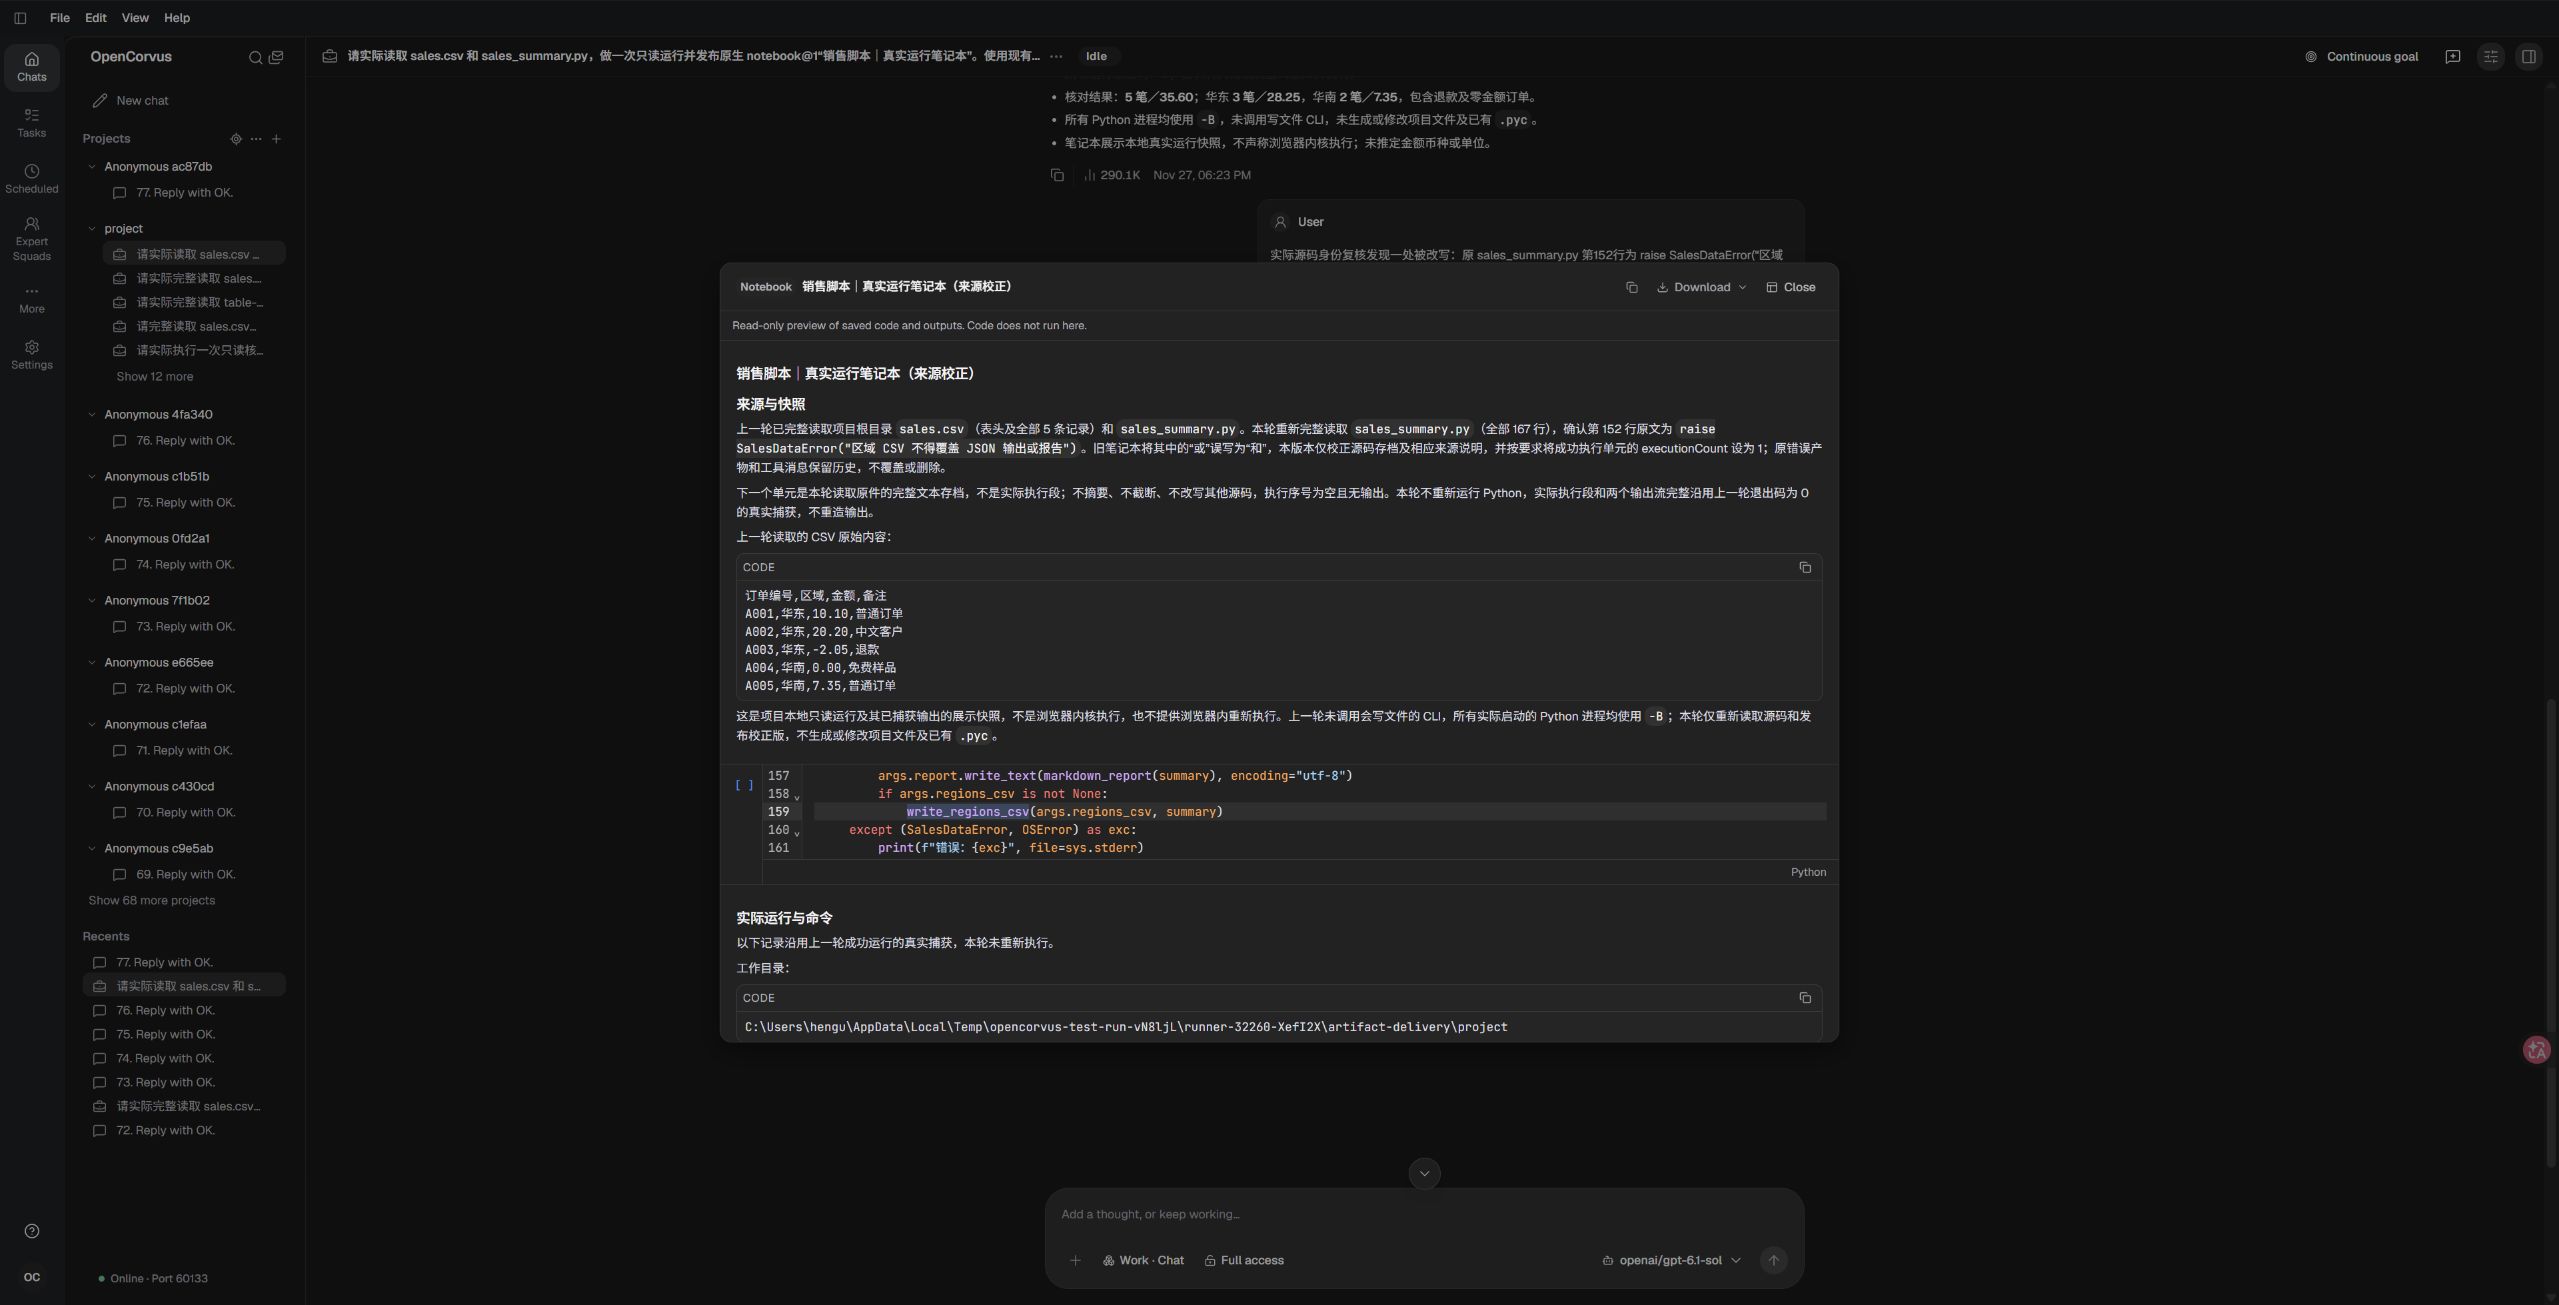 File Edit View Help
Chats
Tasks
Scheduled
Expert
Squads
More
Settings
OC
OpenCorvus
New chat
Projects
Anonymous ac87db
77. Reply with OK.
project
请实际读取 sales.csv ...
请实际完整读取 sales....
请实际完整读取 table-...
请完整读取 sales.csv...
请实际执行一次只读核...
Show 12 more
Anonymous 4fa340
76. Reply with OK.
Anonymous c1b51b
75. Reply with OK.
Anonymous 0fd2a1
74. Reply with OK.
Anonymous 7f1b02
73. Reply with OK.
Anonymous e665ee
72. Reply with OK.
Anonymous c1efaa
71. Reply with OK.
Anonymous c430cd
70. Reply with OK.
Anonymous c9e5ab
69. Reply with OK.
Show 68 more projects
Recents
77. Reply with OK.
请实际读取 sales.csv 和 s...
76. Reply with OK.
75. Reply with OK.
74. Reply with OK.
73. Reply with OK.
请实际完整读取 sales.csv...
72. Reply with OK.
Online · Port 60133
请实际读取 sales.csv 和 sales_summary.py，做一次只读运行并发布原生 notebook@1“销售脚本｜真实运行笔记本”。使用现有... ··· Idle
Continuous goal
• 核对结果：5 笔／35.60；华东 3 笔／28.25，华南 2 笔／7.35，包含退款及零金额订单。
• 所有 Python 进程均使用 -B ，未调用写文件 CLI，未生成或修改项目文件及已有 .pyc 。
• 笔记本展示本地真实运行快照，不声称浏览器内核执行；未推定金额币种或单位。
290.1K Nov 27, 06:23 PM
User
实际源码身份复核发现一处被改写：原 sales_summary.py 第152行为 raise SalesDataError("区域
Notebook 销售脚本｜真实运行笔记本（来源校正）
Download
Close
Read-only preview of saved code and outputs. Code does not run here.
销售脚本｜真实运行笔记本（来源校正）
来源与快照
上一轮已完整读取项目根目录 sales.csv （表头及全部 5 条记录）和 sales_summary.py 。本轮重新完整读取 sales_summary.py （全部 167 行），确认第 152 行原文为 raise
SalesDataError("区域 CSV 不得覆盖 JSON 输出或报告") 。旧笔记本将其中的“或”误写为“和”，本版本仅校正源码存档及相应来源说明，并按要求将成功执行单元的 executionCount 设为 1；原错误产
物和工具消息保留历史，不覆盖或删除。
下一个单元是本轮读取原件的完整文本存档，不是实际执行段；不摘要、不截断、不改写其他源码，执行序号为空且无输出。本轮不重新运行 Python，实际执行段和两个输出流完整沿用上一轮退出码为 0
的真实捕获，不重造输出。
上一轮读取的 CSV 原始内容：
CODE
订单编号,区域,金额,备注
A001,华东,10.10,普通订单
A002,华东,20.20,中文客户
A003,华东,-2.05,退款
A004,华南,0.00,免费样品
A005,华南,7.35,普通订单
这是项目本地只读运行及其已捕获输出的展示快照，不是浏览器内核执行，也不提供浏览器内重新执行。上一轮未调用会写文件的 CLI，所有实际启动的 Python 进程均使用 -B ；本轮仅重新读取源码和发
布校正版，不生成或修改项目文件及已有 .pyc 。
[ ]
157 args.report.write_text(markdown_report(summary), encoding="utf-8")
158 if args.regions_csv is not None:
159 write_regions_csv(args.regions_csv, summary)
160 except (SalesDataError, OSError) as exc:
161 print(f"错误：{exc}", file=sys.stderr)
Python
实际运行与命令
以下记录沿用上一轮成功运行的真实捕获，本轮未重新执行。
工作目录：
CODE
C:\Users\hengu\AppData\Local\Temp\opencorvus-test-run-vN8ljL\runner-32260-XefI2X\artifact-delivery\project
Add a thought, or keep working...
Work · Chat
Full access
openai/gpt-6.1-sol